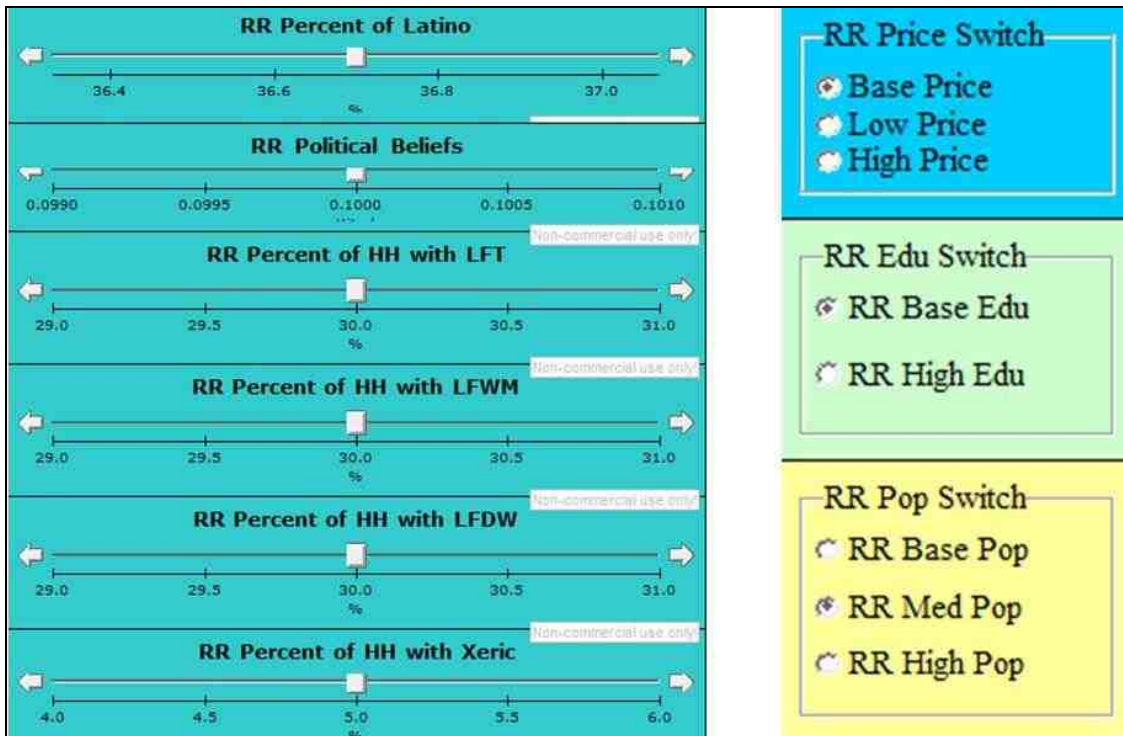 RR Percent of Latino
36.4 36.6 36.8 37.0
%
RR Political Beliefs
0.0990 0.0995 0.1000 0.1005 0.1010
Non-commercial use only!
RR Percent of HH with LFT
29.0 29.5 30.0 30.5 31.0
%
Non-commercial use only!
RR Percent of HH with LFWM
29.0 29.5 30.0 30.5 31.0
%
Non-commercial use only!
RR Percent of HH with LFDW
29.0 29.5 30.0 30.5 31.0
%
Non-commercial use only!
RR Percent of HH with Xeric
4.0 4.5 5.0 5.5 6.0
%
RR Price Switch
Base Price
Low Price
High Price
RR Edu Switch
RR Base Edu
RR High Edu
RR Pop Switch
RR Base Pop
RR Med Pop
RR High Pop